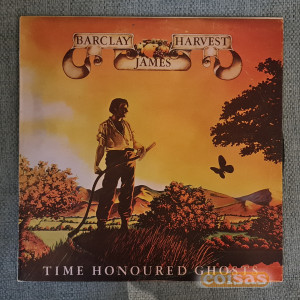 BARCLAY HARVEST
JAMES
TIME HONOURED GHOSTS
coisas